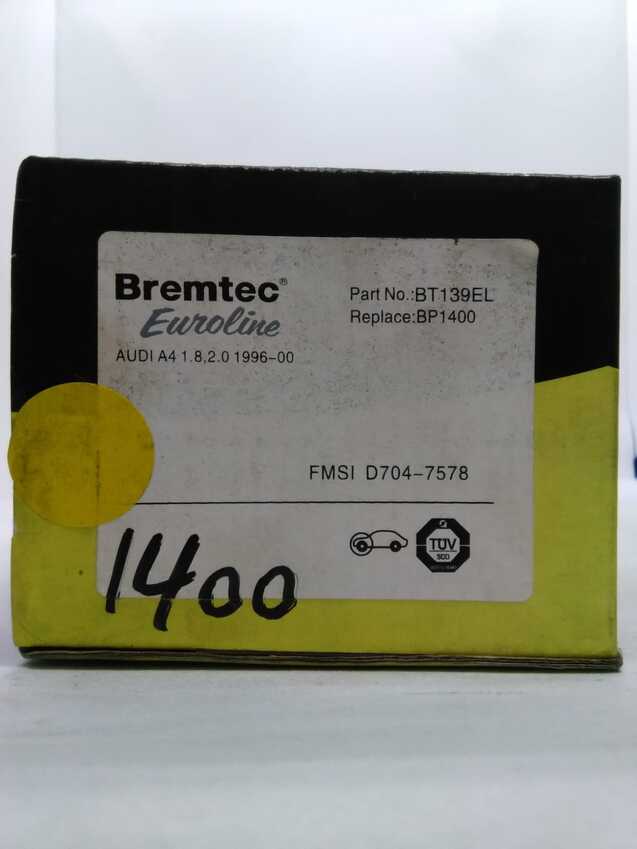 Bremtec®
Euroline
AUDI A4 1.8,2.0 1996-00
Part No.:BT139EL
Replace:BP1400
FMSI D704-7578
TÜV
1400